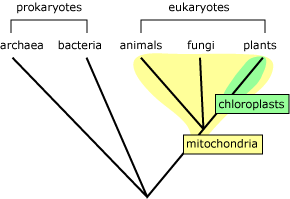 prokaryotes eukaryotes
archaea bacteria animals fungi plants
chloroplasts
mitochondria